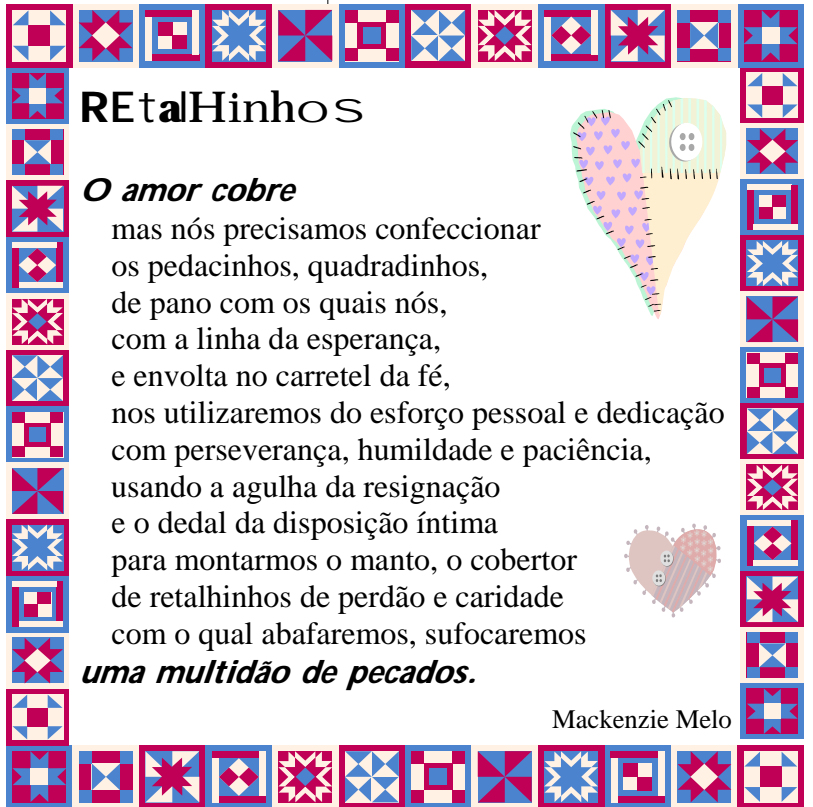 REtalHinhos
O amor cobre
mas nós precisamos confeccionar
os pedacinhos, quadradinhos,
de pano com os quais nós,
com a linha da esperança,
e envolta no carretel da fé,
nos utilizaremos do esforço pessoal e dedicação
com perseverança, humildade e paciência,
usando a agulha da resignação
e o dedal da disposição íntima
para montarmos o manto, o cobertor
de retalhinhos de perdão e caridade
com o qual abafaremos, sufocaremos
uma multidão de pecados.
Mackenzie Melo